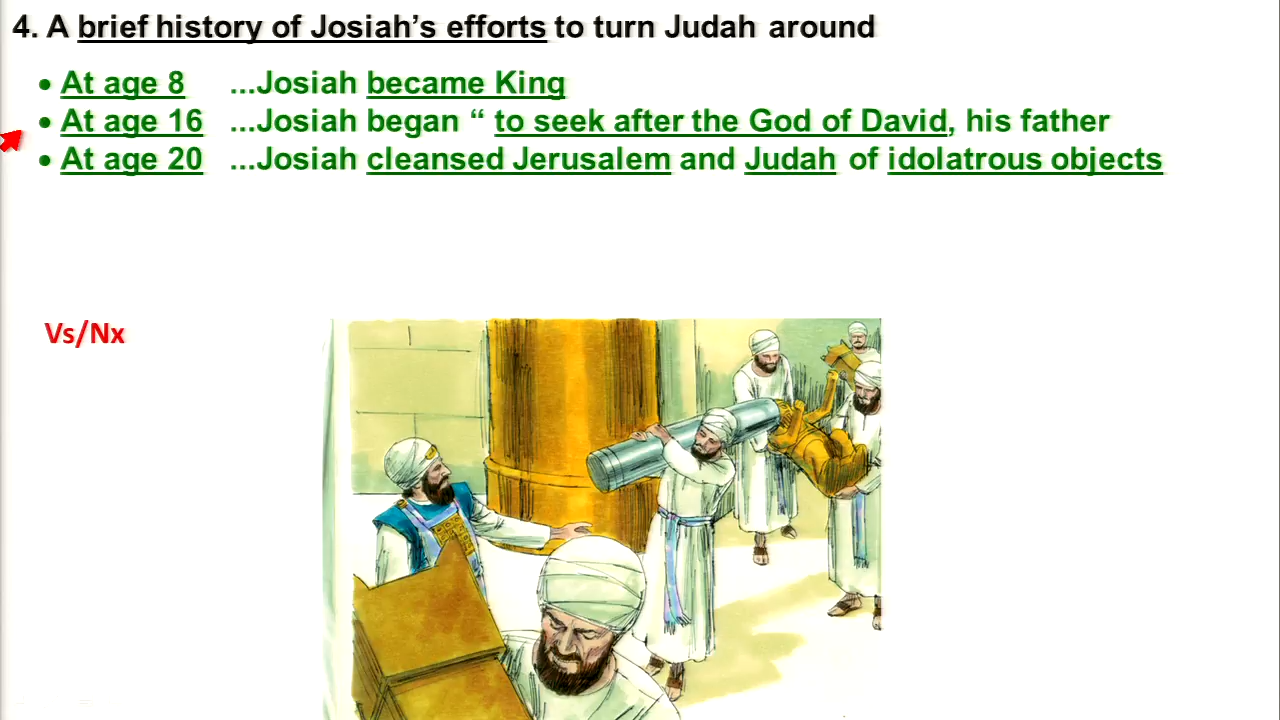 4. A brief history of Josiah’s efforts to turn Judah around
• At age 8 ...Josiah became King
• At age 16 ...Josiah began “ to seek after the God of David, his father
• At age 20 ...Josiah cleansed Jerusalem and Judah of idolatrous objects
Vs/Nx